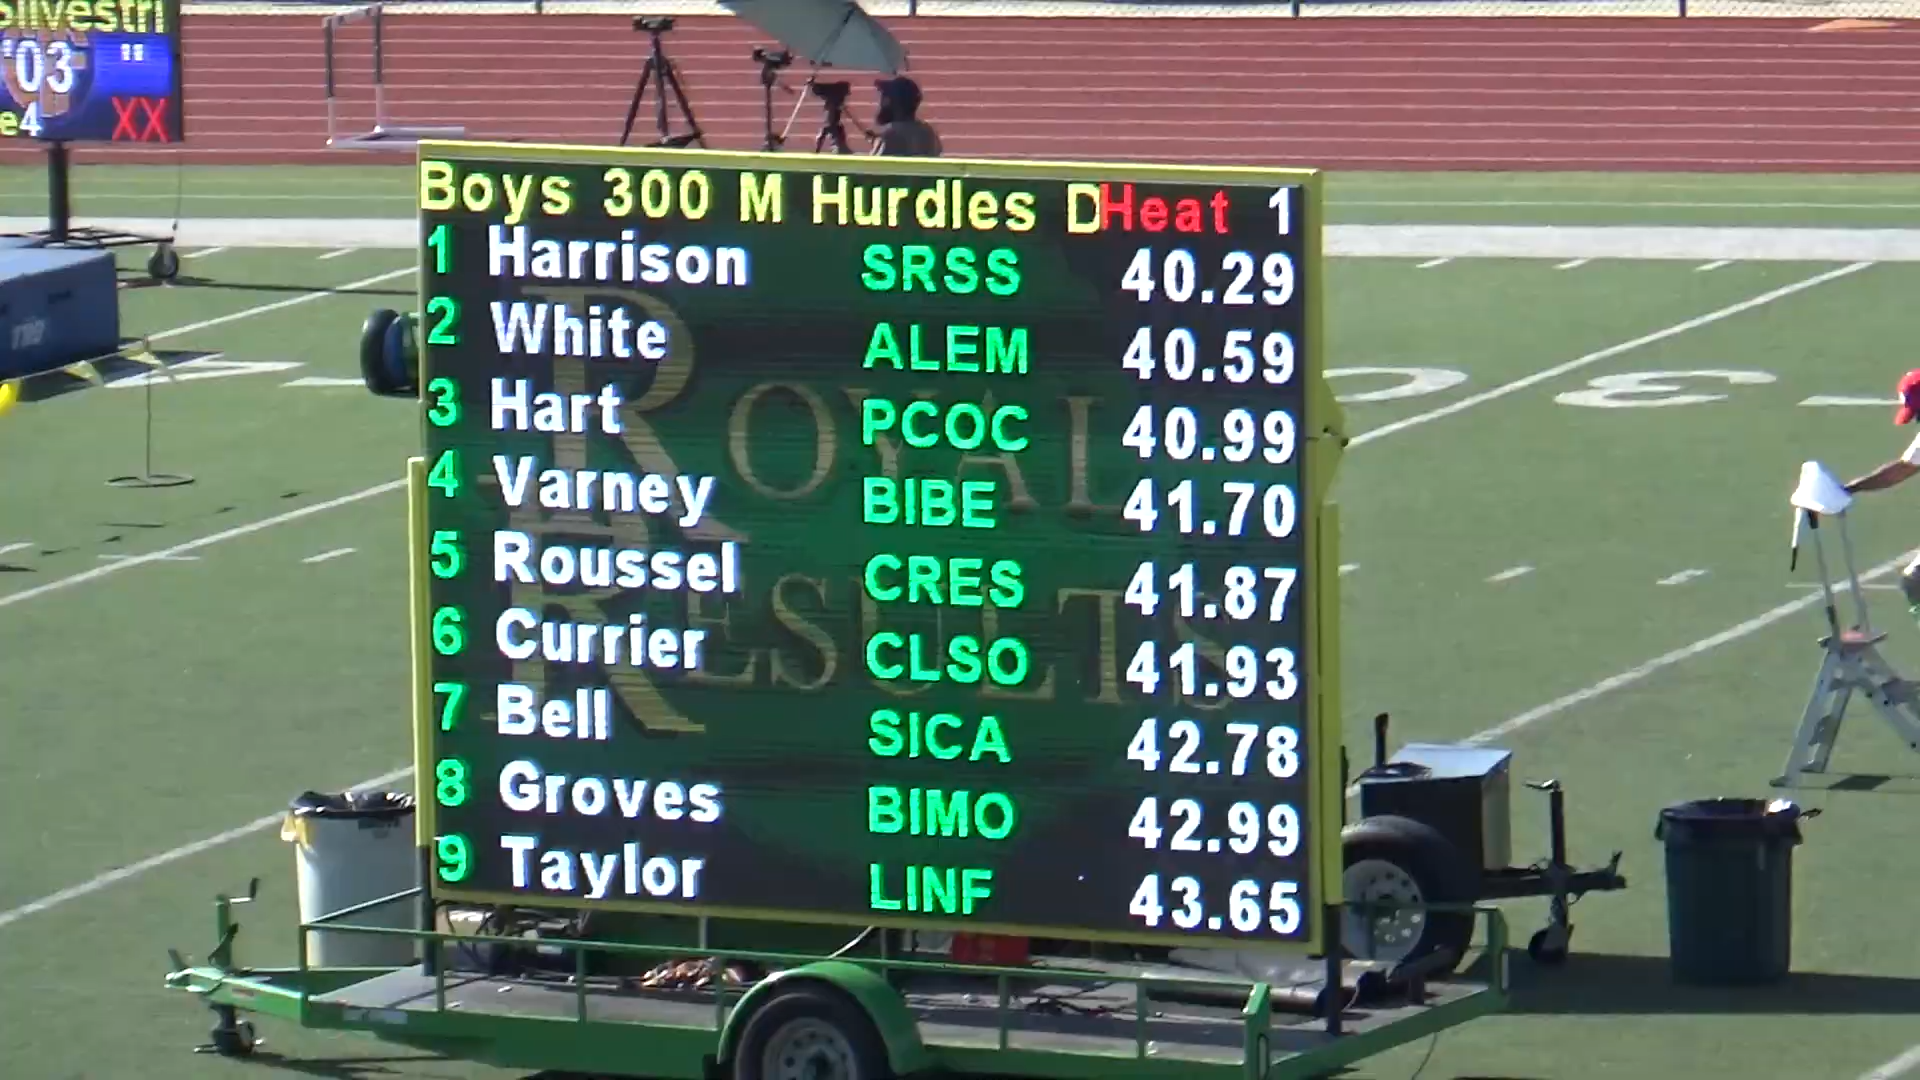 Silvestri
'03 "
e4 XX
Boys 300 M Hurdles D Heat 1
1 Harrison SRSS 40.29
2 White ALEM 40.59
3 Hart PCOC 40.99
4 Varney BIBE 41.70
5 Roussel CRES 41.87
6 Currier CLSO 41.93
7 Bell SICA 42.78
8 Groves BIMO 42.99
9 Taylor LINF 43.65
ROYAL
RESULTS